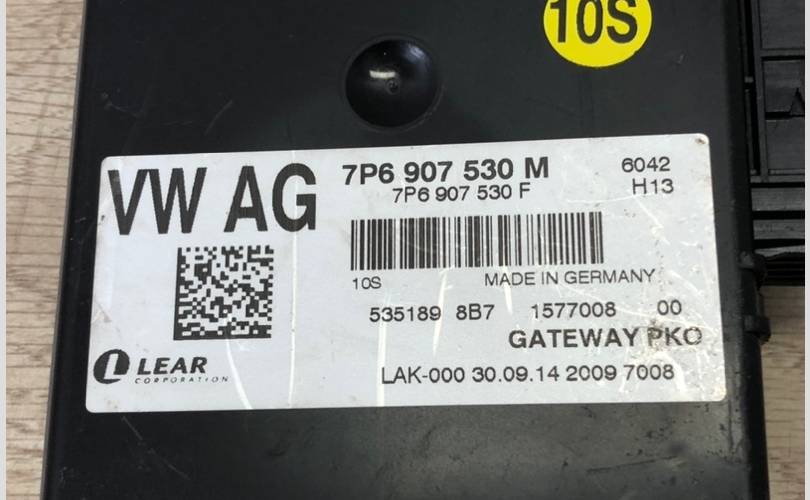 10S
VW AG
7P6 907 530 M
7P6 907 530 F
6042
H13
10S
MADE IN GERMANY
535189 8B7 1577008 00
GATEWAY PKO
LEAR
CORPORATION
LAK-000 30.09.14 2009 7008